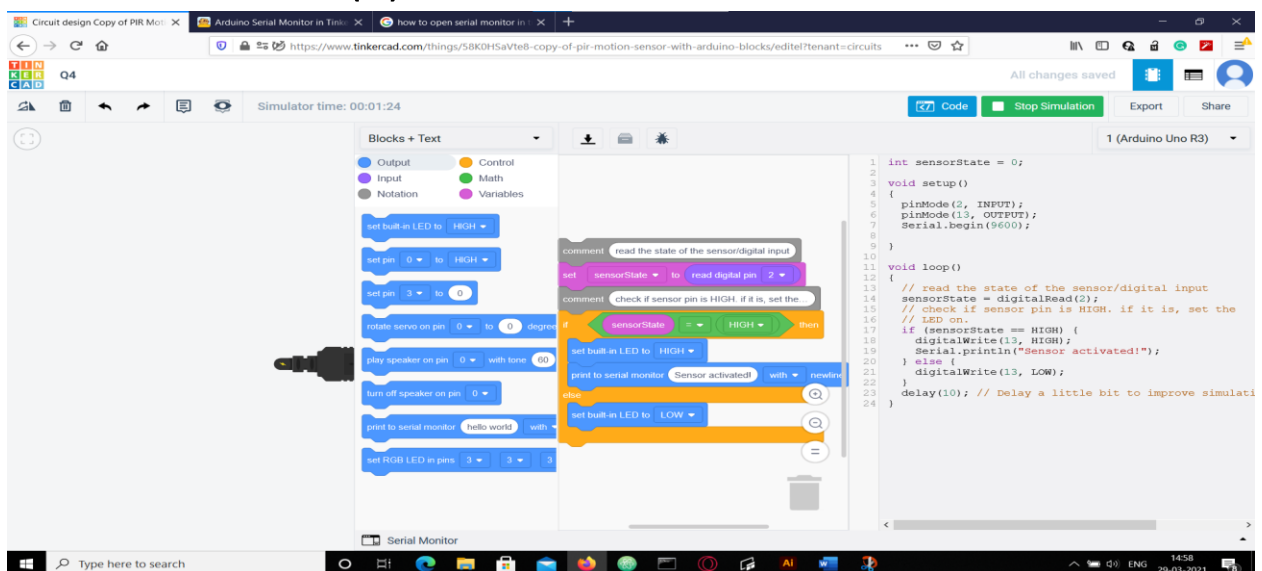 Circuit design Copy of PIR Moti
Arduino Serial Monitor in Tinke
how to open serial monitor in t
https://www.tinkercad.com/things/58K0HSaVte8-copy-of-pir-motion-sensor-with-arduino-blocks/editel?tenant=circuits
TIN
KER
CAD
Q4
All changes saved
Simulator time: 00:01:24
Code
Stop Simulation
Export
Share
Blocks + Text
1 (Arduino Uno R3)
Output
Control
Input
Math
Notation
Variables
set built-in LED to HIGH
set pin 0 to HIGH
set pin 3 to 0
rotate servo on pin 0 to 0 degree
play speaker on pin 0 with tone 60
turn off speaker on pin 0
print to serial monitor hello world with
set RGB LED in pins 3 3 3
comment read the state of the sensor/digital input
set sensorState to read digital pin 2
comment check if sensor pin is HIGH. if it is, set the...
if sensorState = HIGH then
set built-in LED to HIGH
print to serial monitor Sensor activated! with newline
else
set built-in LED to LOW
1 int sensorState = 0;
2
3 void setup()
4 {
5 pinMode(2, INPUT);
6 pinMode(13, OUTPUT);
7 Serial.begin(9600);
8
9 }
10
11 void loop()
12 {
13 // read the state of the sensor/digital input
14 sensorState = digitalRead(2);
15 // check if sensor pin is HIGH. if it is, set the
16 // LED on.
17 if (sensorState == HIGH) {
18 digitalWrite(13, HIGH);
19 Serial.println("Sensor activated!");
20 } else {
21 digitalWrite(13, LOW);
22 }
23 delay(10); // Delay a little bit to improve simulati
24 }
Serial Monitor
Type here to search
ENG
14:58
29-03-2021